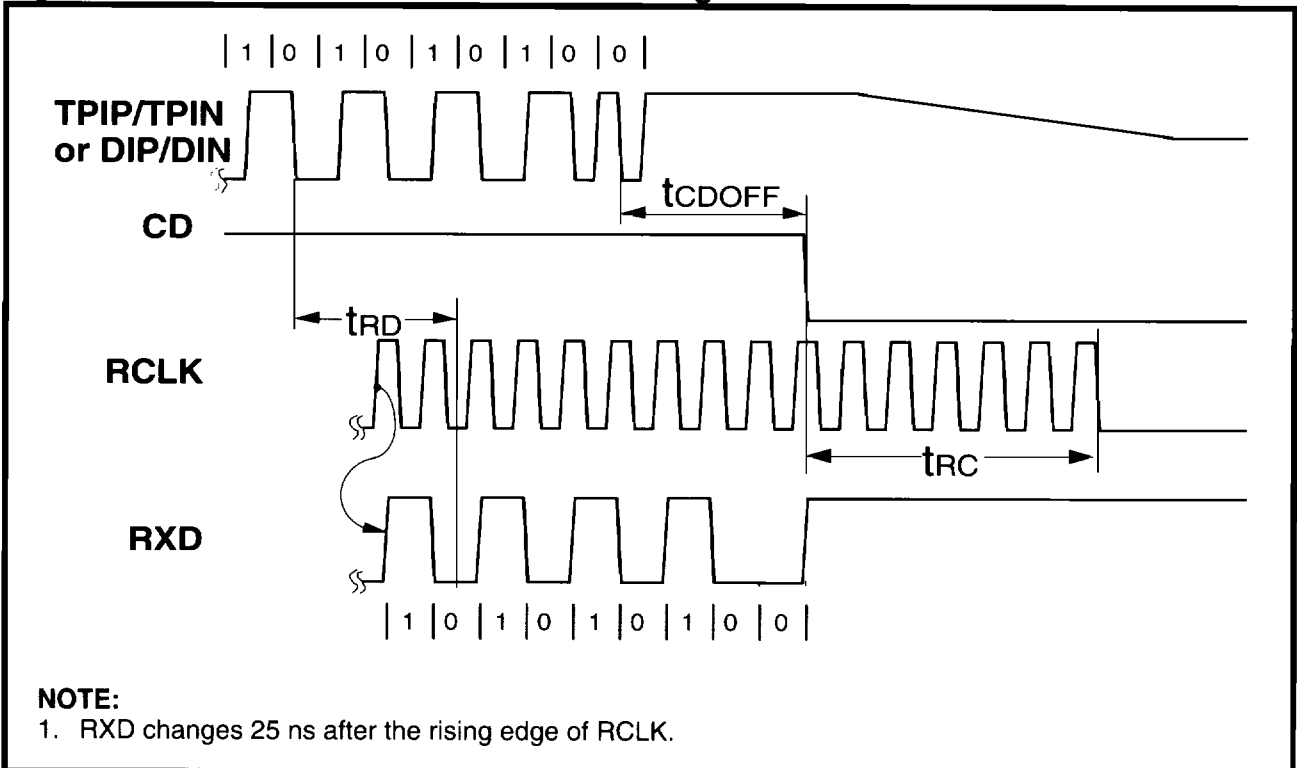 | 1 | 0 | 1 | 0 | 1 | 0 | 1 | 0 | 0 |
TPIP/TPIN
or DIP/DIN
tCDOFF
CD
tRD
RCLK
tRC
RXD
| 1 | 0 | 1 | 0 | 1 | 0 | 1 | 0 | 0 |
NOTE:
1. RXD changes 25 ns after the rising edge of RCLK.